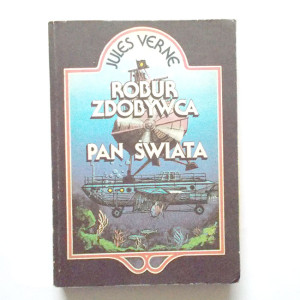 JULES VERNE
ROBUR
ZDOBYWCA
PAN ŚWIATA